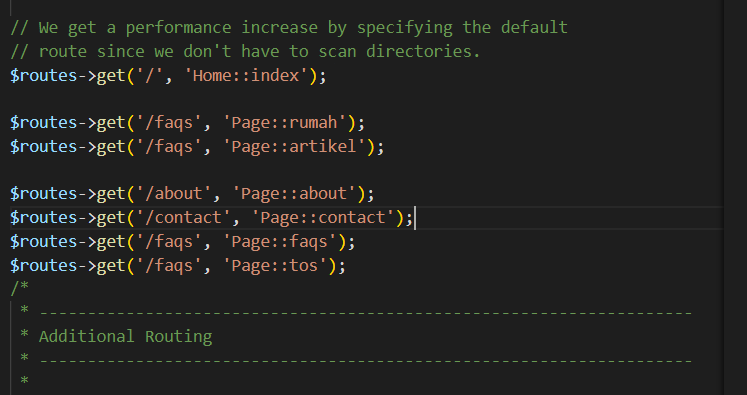 // We get a performance increase by specifying the default
// route since we don't have to scan directories.
$routes->get('/', 'Home::index');
$routes->get('/faqs', 'Page::rumah');
$routes->get('/faqs', 'Page::artikel');
$routes->get('/about', 'Page::about');
$routes->get('/contact', 'Page::contact');
$routes->get('/faqs', 'Page::faqs');
$routes->get('/faqs', 'Page::tos');
/*
 * --------------------------------------------------------------------
 * Additional Routing
 * --------------------------------------------------------------------
 *